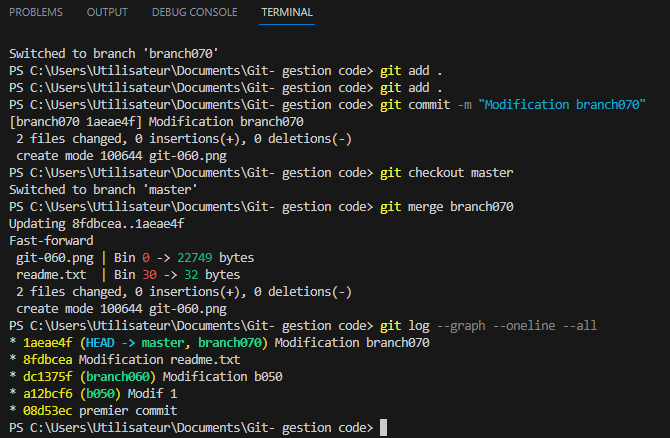 PROBLEMS OUTPUT DEBUG CONSOLE TERMINAL
Switched to branch 'branch070'
PS C:\Users\Utilisateur\Documents\Git- gestion code> git add .
PS C:\Users\Utilisateur\Documents\Git- gestion code> git add .
PS C:\Users\Utilisateur\Documents\Git- gestion code> git commit -m "Modification branch070"
[branch070 1aeae4f] Modification branch070
 2 files changed, 0 insertions(+), 0 deletions(-)
 create mode 100644 git-060.png
PS C:\Users\Utilisateur\Documents\Git- gestion code> git checkout master
Switched to branch 'master'
PS C:\Users\Utilisateur\Documents\Git- gestion code> git merge branch070
Updating 8fdbcea..1aeae4f
Fast-forward
 git-060.png | Bin 0 -> 22749 bytes
 readme.txt  | Bin 30 -> 32 bytes
 2 files changed, 0 insertions(+), 0 deletions(-)
 create mode 100644 git-060.png
PS C:\Users\Utilisateur\Documents\Git- gestion code> git log --graph --oneline --all
* 1aeae4f (HEAD -> master, branch070) Modification branch070
* 8fdbcea Modification readme.txt
* dc1375f (branch060) Modification b050
* a12bcf6 (b050) Modif 1
* 08d53ec premier commit
PS C:\Users\Utilisateur\Documents\Git- gestion code>